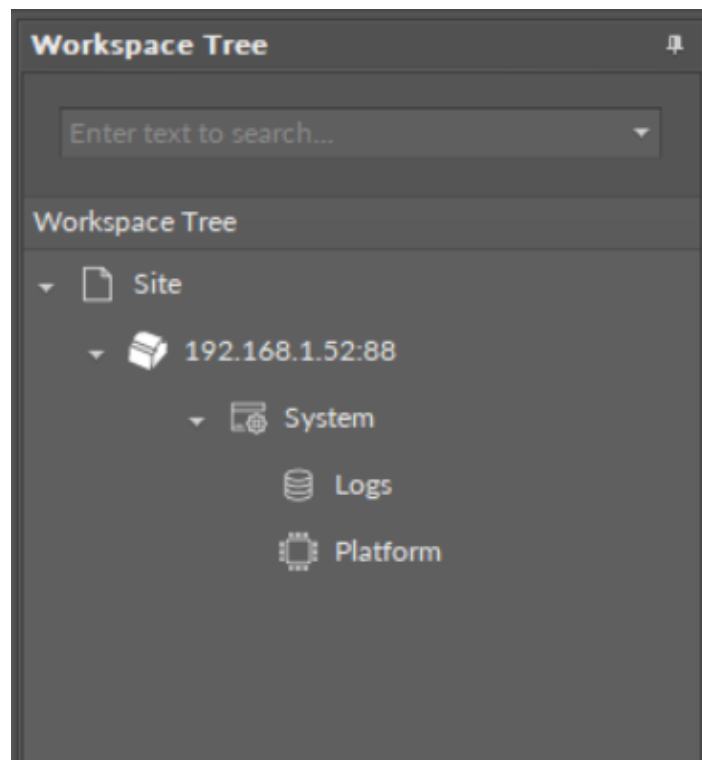 Workspace Tree
Enter text to search...
Workspace Tree
Site
192.168.1.52:88
System
Logs
Platform